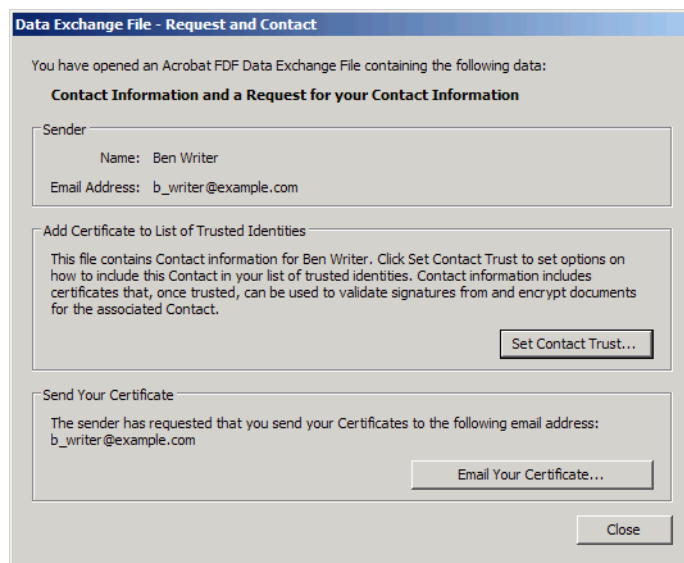 Data Exchange File - Request and Contact
You have opened an Acrobat FDF Data Exchange File containing the following data:
Contact Information and a Request for your Contact Information
Sender
Name: Ben Writer
Email Address: b_writer@example.com
Add Certificate to List of Trusted Identities
This file contains Contact information for Ben Writer. Click Set Contact Trust to set options on
how to include this Contact in your list of trusted identities. Contact information includes
certificates that, once trusted, can be used to validate signatures from and encrypt documents
for the associated Contact.
Set Contact Trust...
Send Your Certificate
The sender has requested that you send your Certificates to the following email address:
b_writer@example.com
Email Your Certificate...
Close